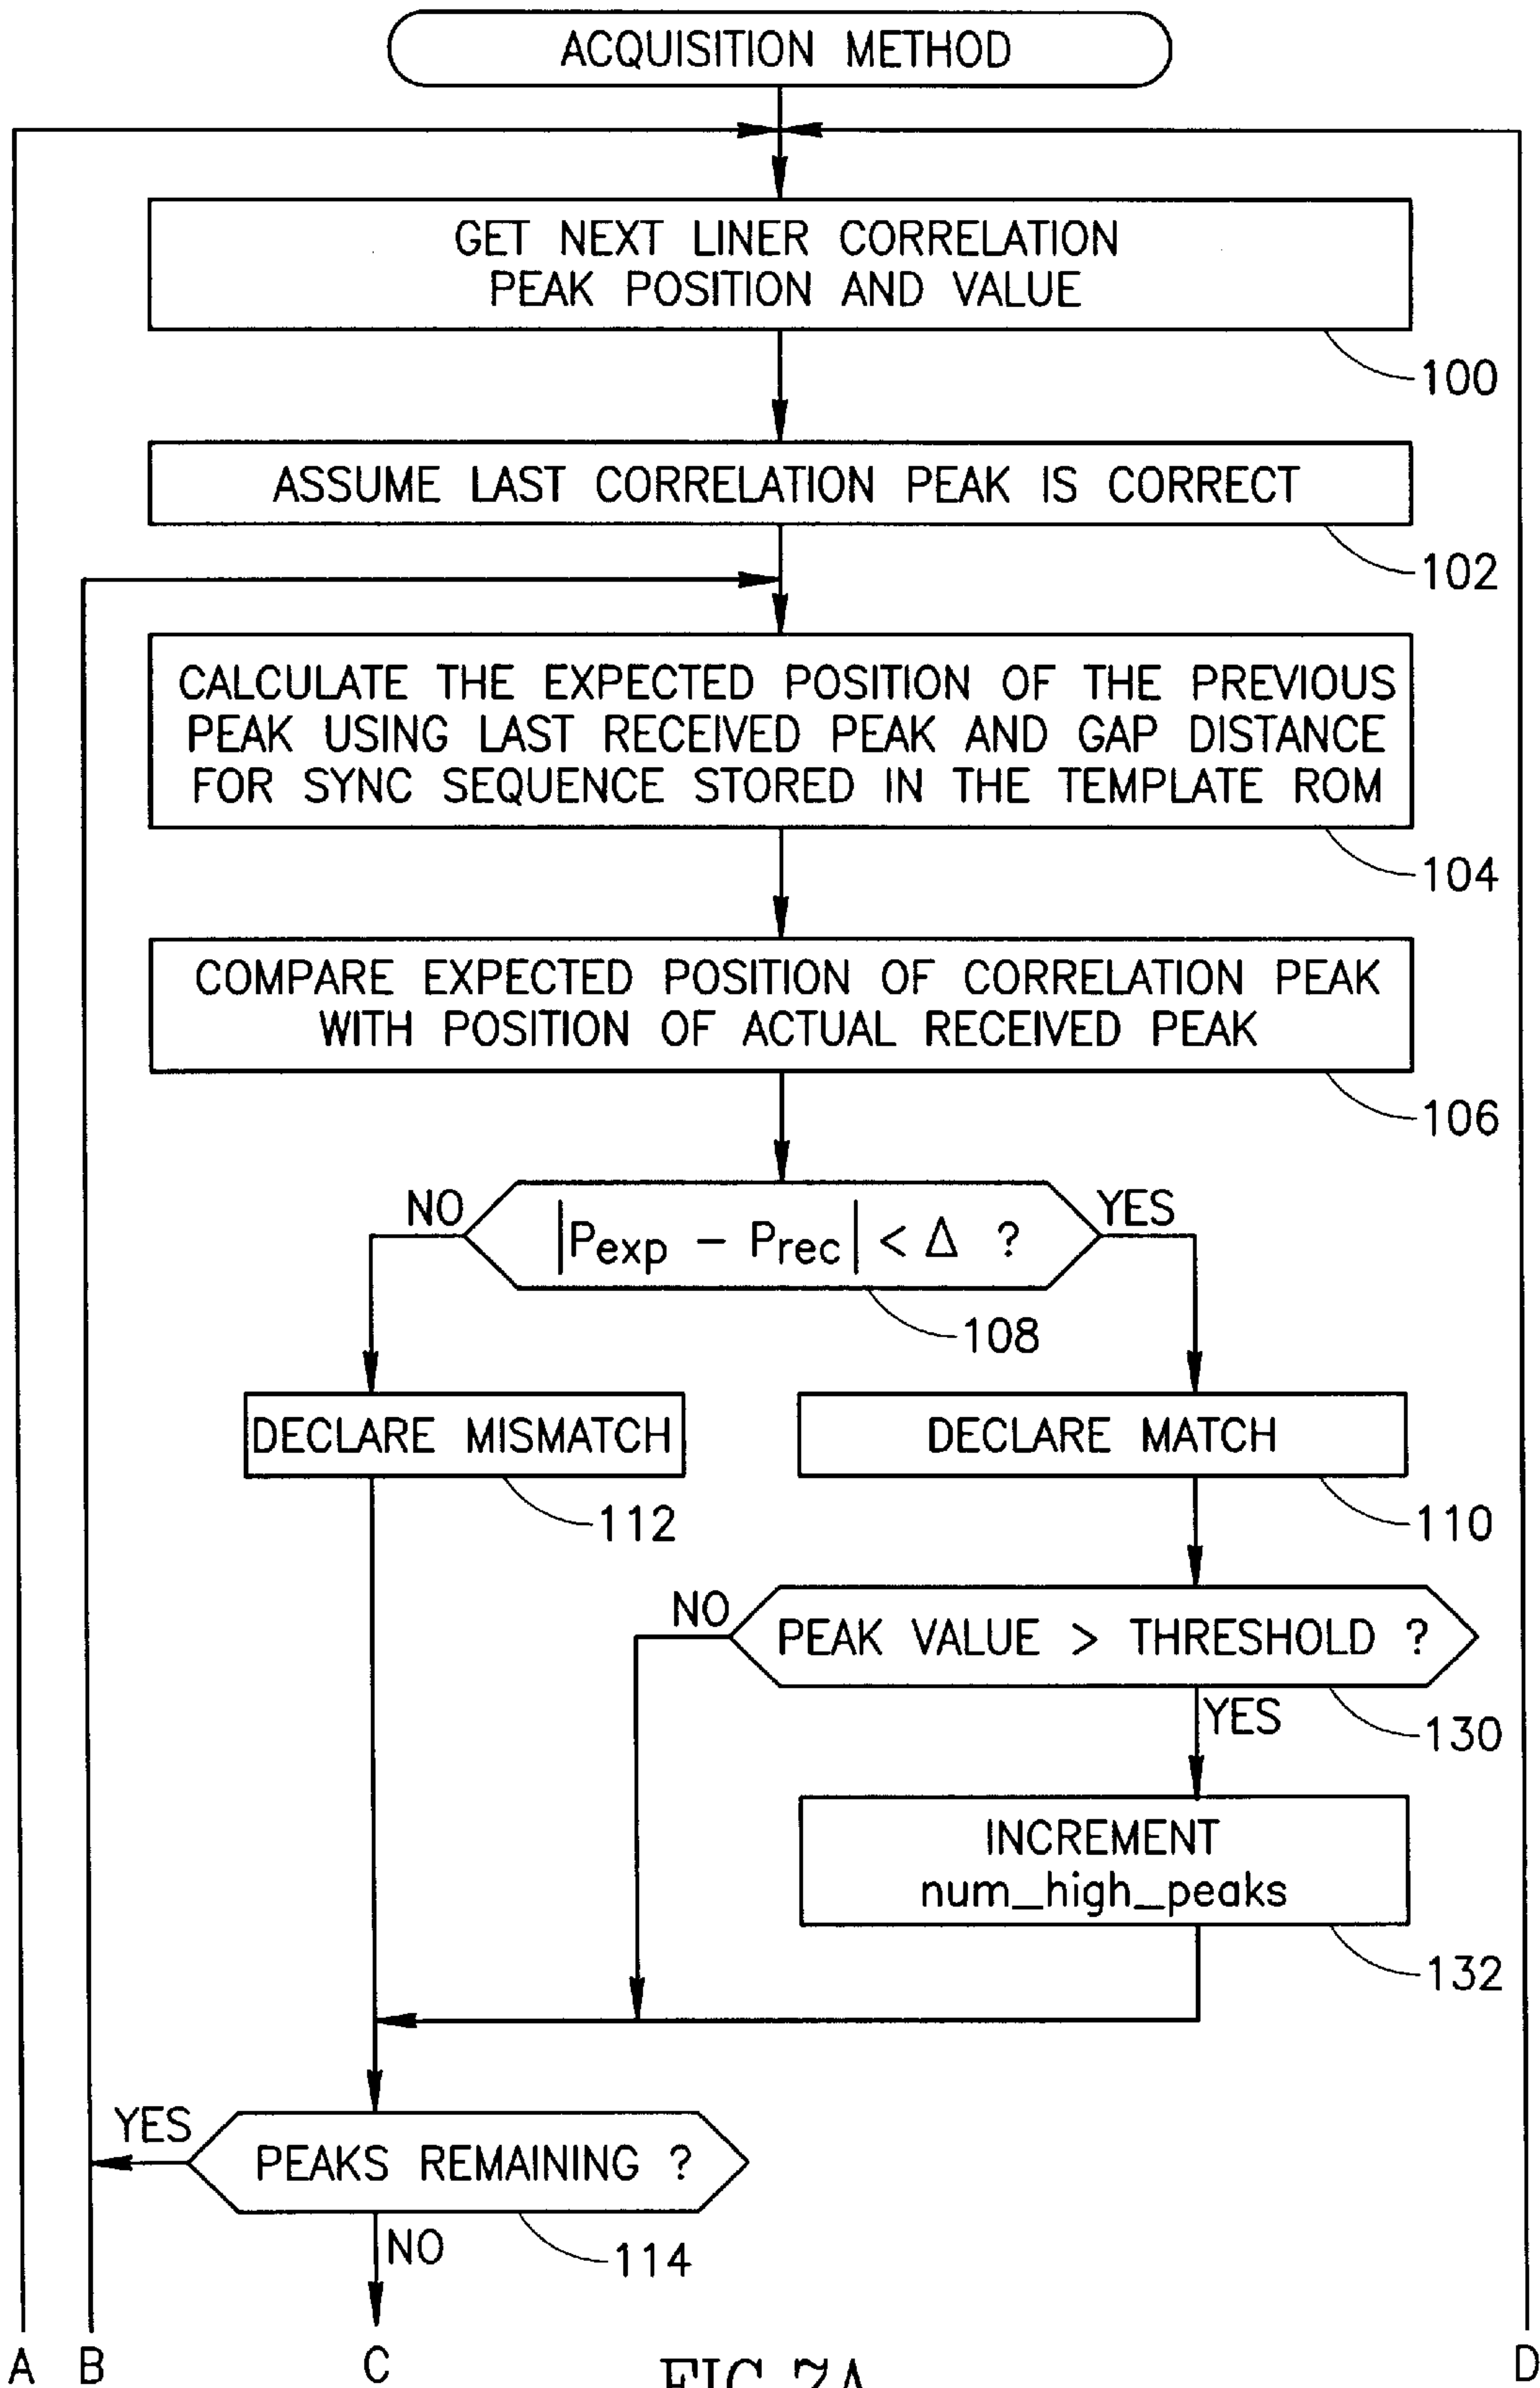 ACQUISITION METHOD
GET NEXT LINER CORRELATION
PEAK POSITION AND VALUE
100
ASSUME LAST CORRELATION PEAK IS CORRECT
102
CALCULATE THE EXPECTED POSITION OF THE PREVIOUS
PEAK USING LAST RECEIVED PEAK AND GAP DISTANCE
FOR SYNC SEQUENCE STORED IN THE TEMPLATE ROM
104
COMPARE EXPECTED POSITION OF CORRELATION PEAK
WITH POSITION OF ACTUAL RECEIVED PEAK
106
NO
|Pexp - Prec| < Δ ?
YES
108
DECLARE MISMATCH
112
DECLARE MATCH
110
NO
PEAK VALUE > THRESHOLD ?
YES
130
INCREMENT
num_high_peaks
132
YES
PEAKS REMAINING ?
NO
114
A B C D
FIG.7A